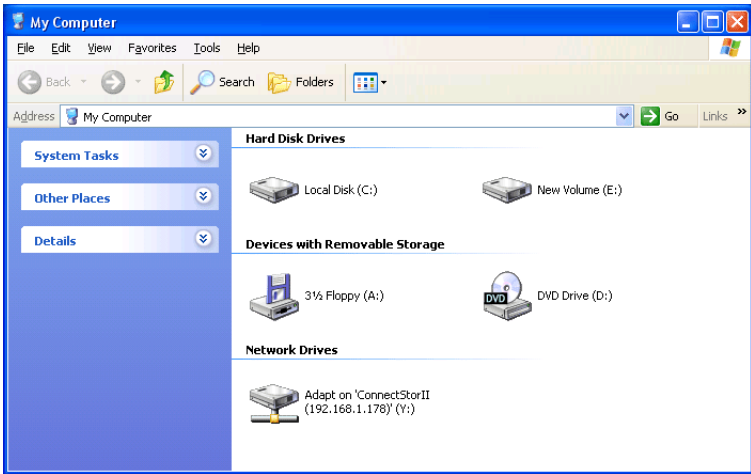 My Computer
File Edit View Favorites Tools Help
Back Search Folders
Address My Computer Go Links »
System Tasks
Other Places
Details
Hard Disk Drives
Local Disk (C:) New Volume (E:)
Devices with Removable Storage
3½ Floppy (A:) DVD Drive (D:)
DVD
Network Drives
Adapt on 'ConnectStorII
(192.168.1.178)' (Y:)